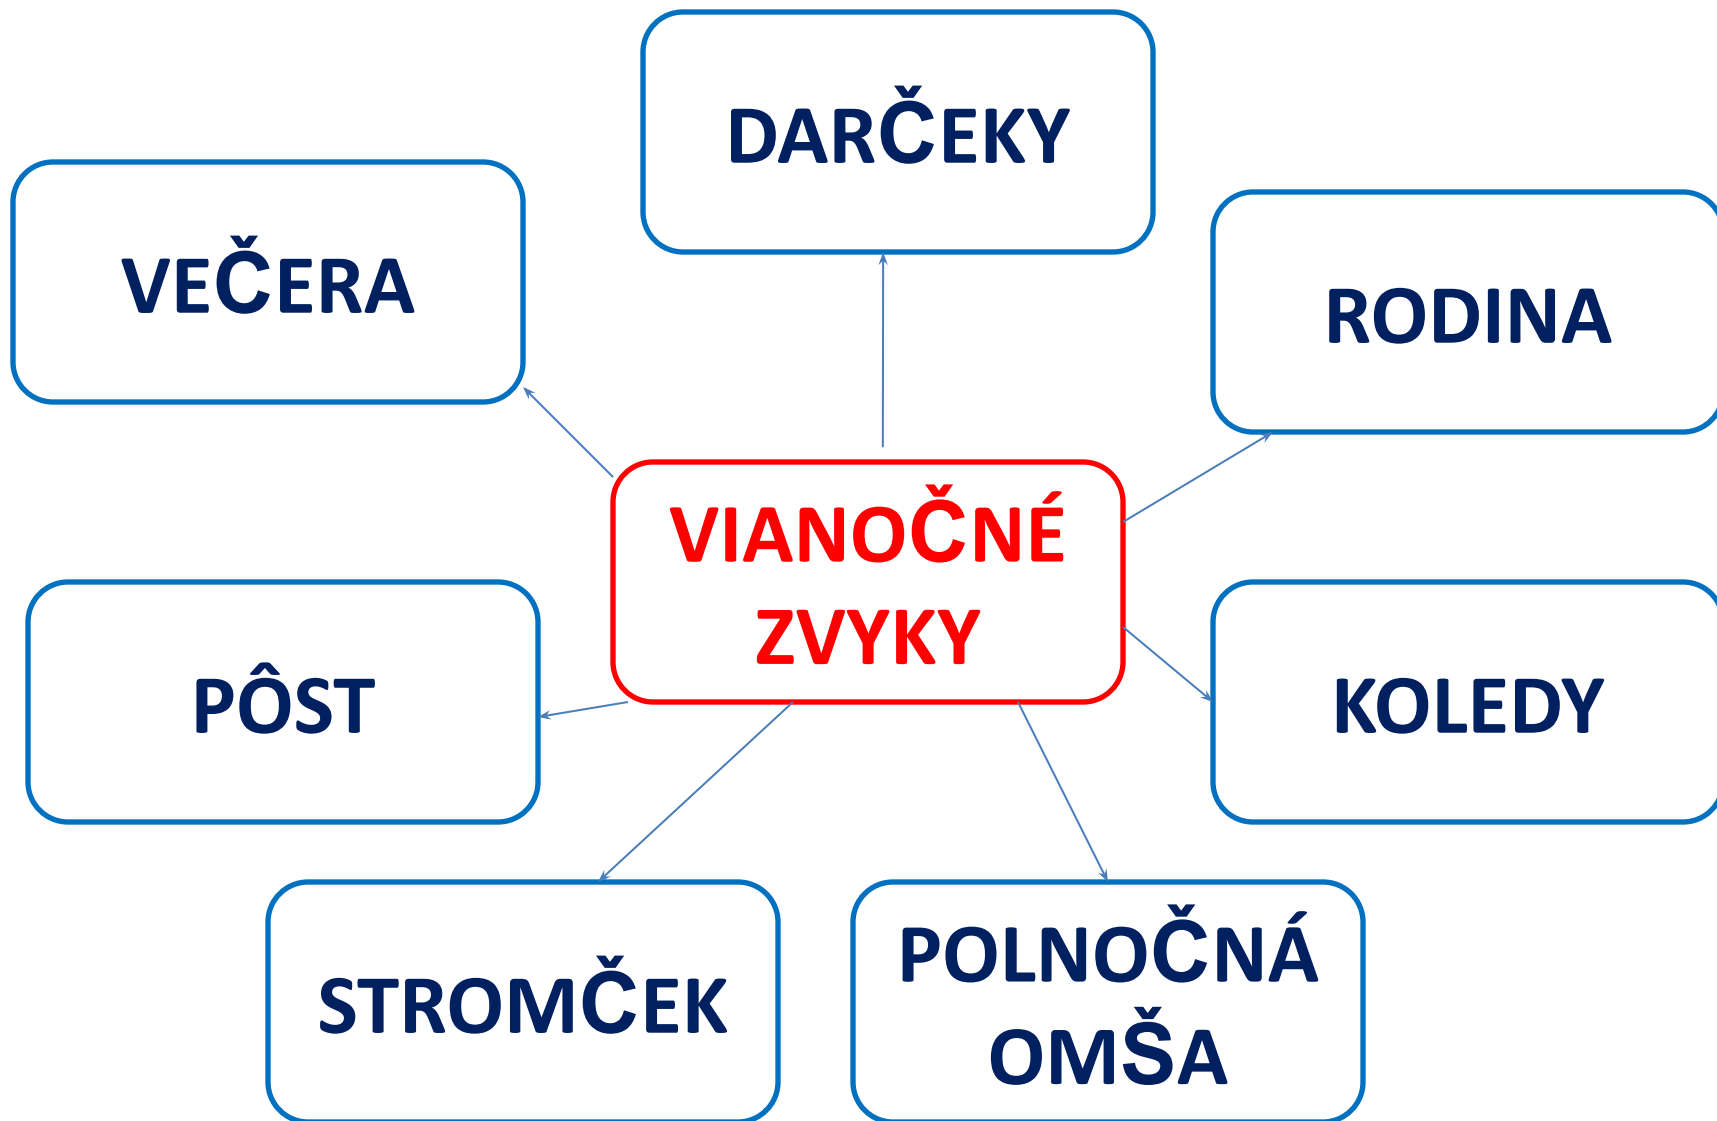 DARČEKY
VEČERA
RODINA
VIANOČNÉ
ZVYKY
PÔST
KOLEDY
STROMČEK
POLNOČNÁ
OMŠA